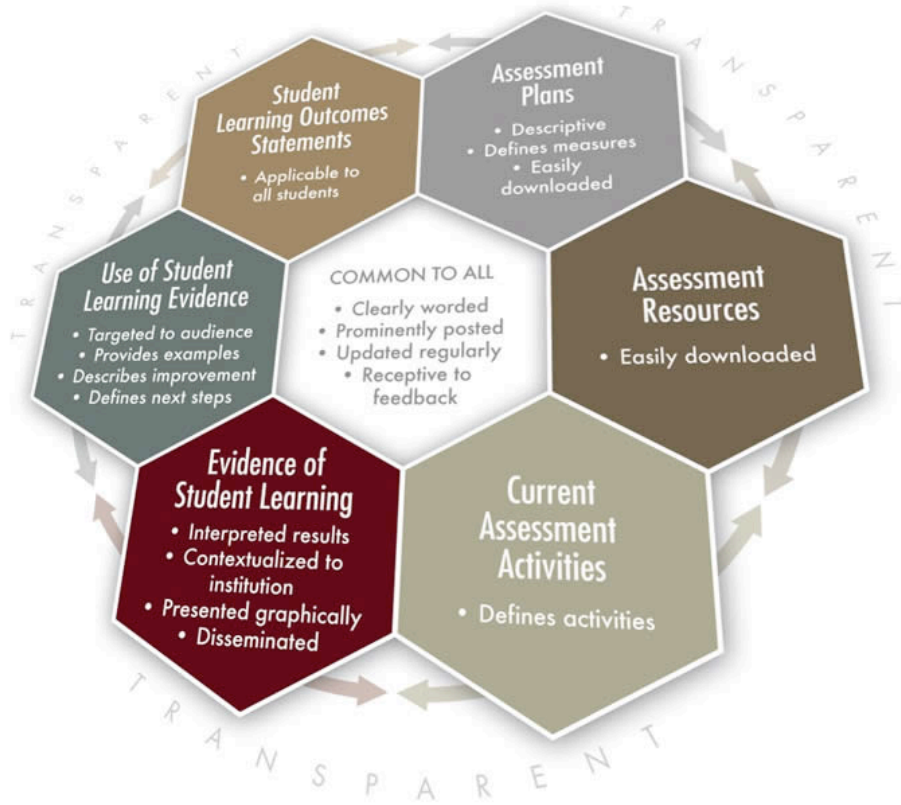 TRANSPARENT
TRANSPARENT
Student
Learning Outcomes
Statements
• Applicable to
all students
Assessment
Plans
• Descriptive
• Defines measures
• Easily
downloaded
Use of Student
Learning Evidence
• Targeted to audience
• Provides examples
• Describes improvement
• Defines next steps
COMMON TO ALL
• Clearly worded
• Prominently posted
• Updated regularly
• Receptive to
feedback
Assessment
Resources
• Easily downloaded
Evidence of
Student Learning
• Interpreted results
• Contextualized to
institution
• Presented graphically
• Disseminated
Current
Assessment
Activities
• Defines activities
TRANSPARENT